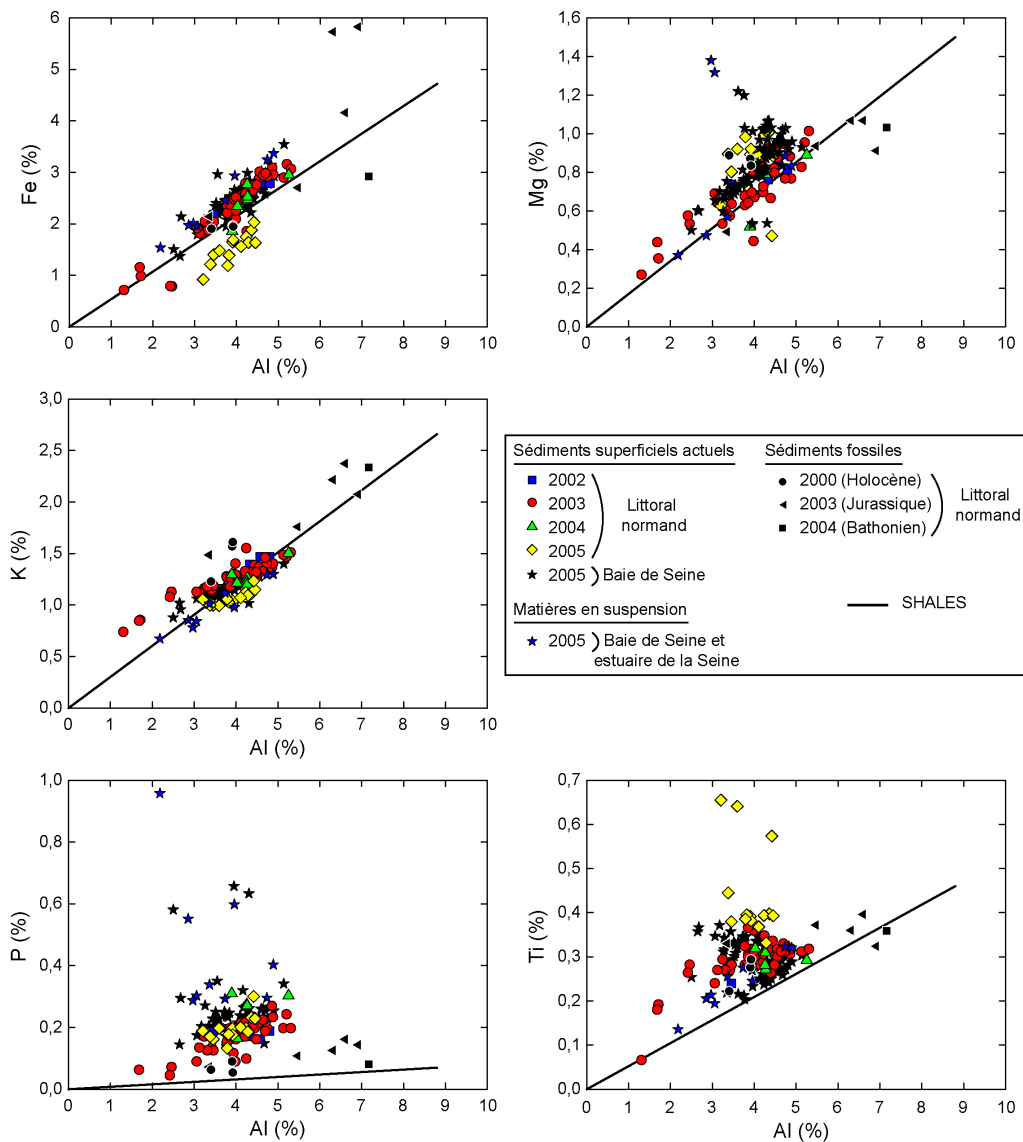 Fe (%)
6
5
4
3
2
1
0
0 1 2 3 4 5 6 7 8 9 10
Al (%)
Mg (%)
1,6
1,4
1,2
1,0
0,8
0,6
0,4
0,2
0,0
0 1 2 3 4 5 6 7 8 9 10
Al (%)
K (%)
3,0
2,5
2,0
1,5
1,0
0,5
0,0
0 1 2 3 4 5 6 7 8 9 10
Al (%)
Sédiments superficiels actuels
2002
2003
2004
2005
Littoral
normand
2005 Baie de Seine
Matières en suspension
2005 Baie de Seine et
estuaire de la Seine
Sédiments fossiles
2000 (Holocène)
2003 (Jurassique)
2004 (Bathonien)
Littoral
normand
SHALES
P (%)
1,0
0,8
0,6
0,4
0,2
0,0
0 1 2 3 4 5 6 7 8 9 10
Al (%)
Ti (%)
0,7
0,6
0,5
0,4
0,3
0,2
0,1
0,0
0 1 2 3 4 5 6 7 8 9 10
Al (%)